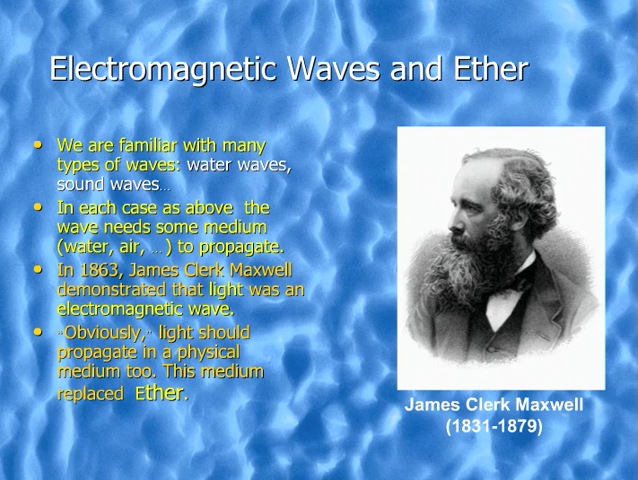 Electromagnetic Waves and Ether
• We are familiar with many
types of waves: water waves,
sound waves…
• In each case as above the
wave needs some medium
(water, air, … ) to propagate.
• In 1863, James Clerk Maxwell
demonstrated that light was an
electromagnetic wave.
• “Obviously,” light should
propagate in a physical
medium too. This medium
replaced Ether.
James Clerk Maxwell
(1831-1879)